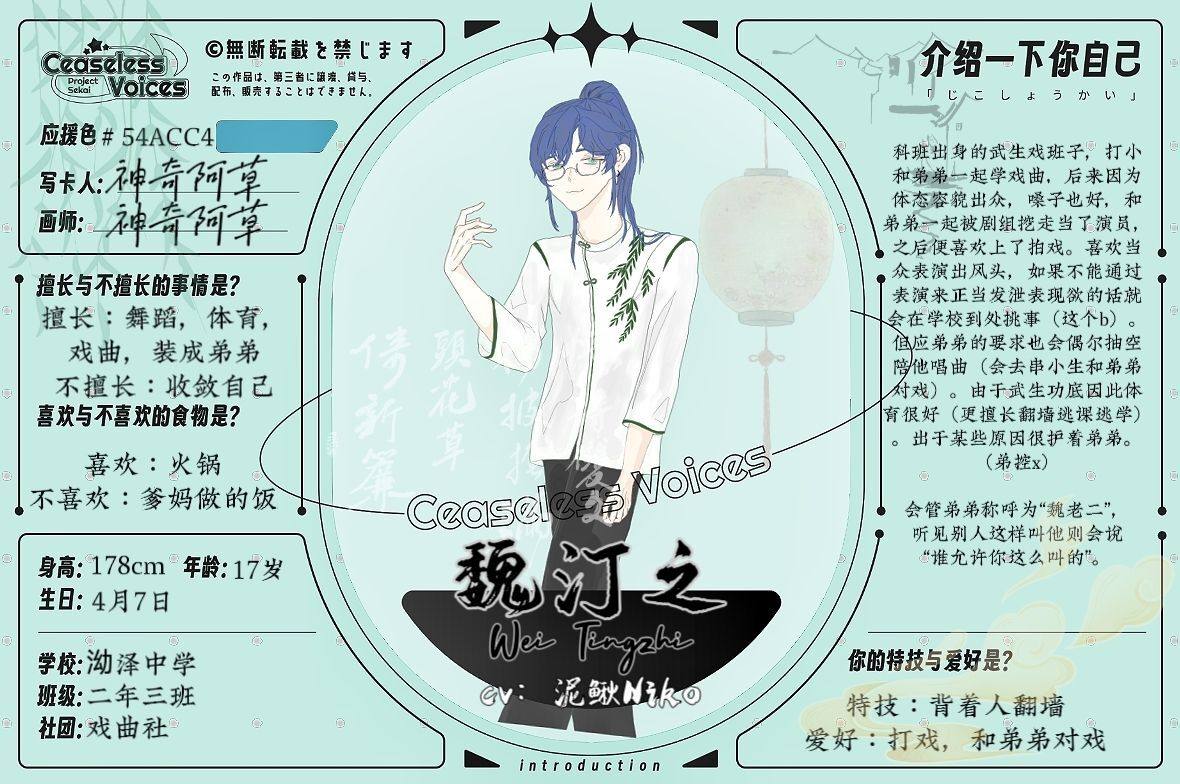 Ceaseless
Project
Sekai
Voices
©無断転載を禁じます
この作品は、第三者に譲渡、貸与、
配布、販売することはできません。
应援色 # 54ACC4
写卡人: 神奇阿草
画师: 神奇阿草
擅长与不擅长的事情是?
擅长：舞蹈，体育，
戏曲，装成弟弟
不擅长：收敛自己
喜欢与不喜欢的食物是?
喜欢：火锅
不喜欢：爹妈做的饭
身高: 178cm 年龄: 17岁
生日: 4月7日
学校: 泑泽中学
班级: 二年三班
社团: 戏曲社
頭花草
倚新簾
Ceaseless Voices
魏汀之
Wei Tingzhi
cv: 泥鳅Niko
introduction
介绍一下你自己
「じこしょうかい」
科班出身的武生戏班子，打小
和弟弟一起学戏曲，后来因为
体态容貌出众，嗓子也好，和
弟弟一起被剧组挖走当了演员，
之后便喜欢上了拍戏。喜欢当
众表演出风头，如果不能通过
表演来正当发泄表现欲的话就
会在学校到处挑事（这个b）。
但应弟弟的要求也会偶尔抽空
陪他唱曲（会去串小生和弟弟
对戏）。由于武生功底因此体
育很好（更擅长翻墙逃课逃学）
。出于某些原因很护着弟弟。
（弟控x）
会管弟弟称呼为“魏老二”，
听见别人这样叫他则会说
“谁允许你这么叫的”。
你的特技与爱好是?
特技：背着人翻墙
爱好：打戏，和弟弟对戏